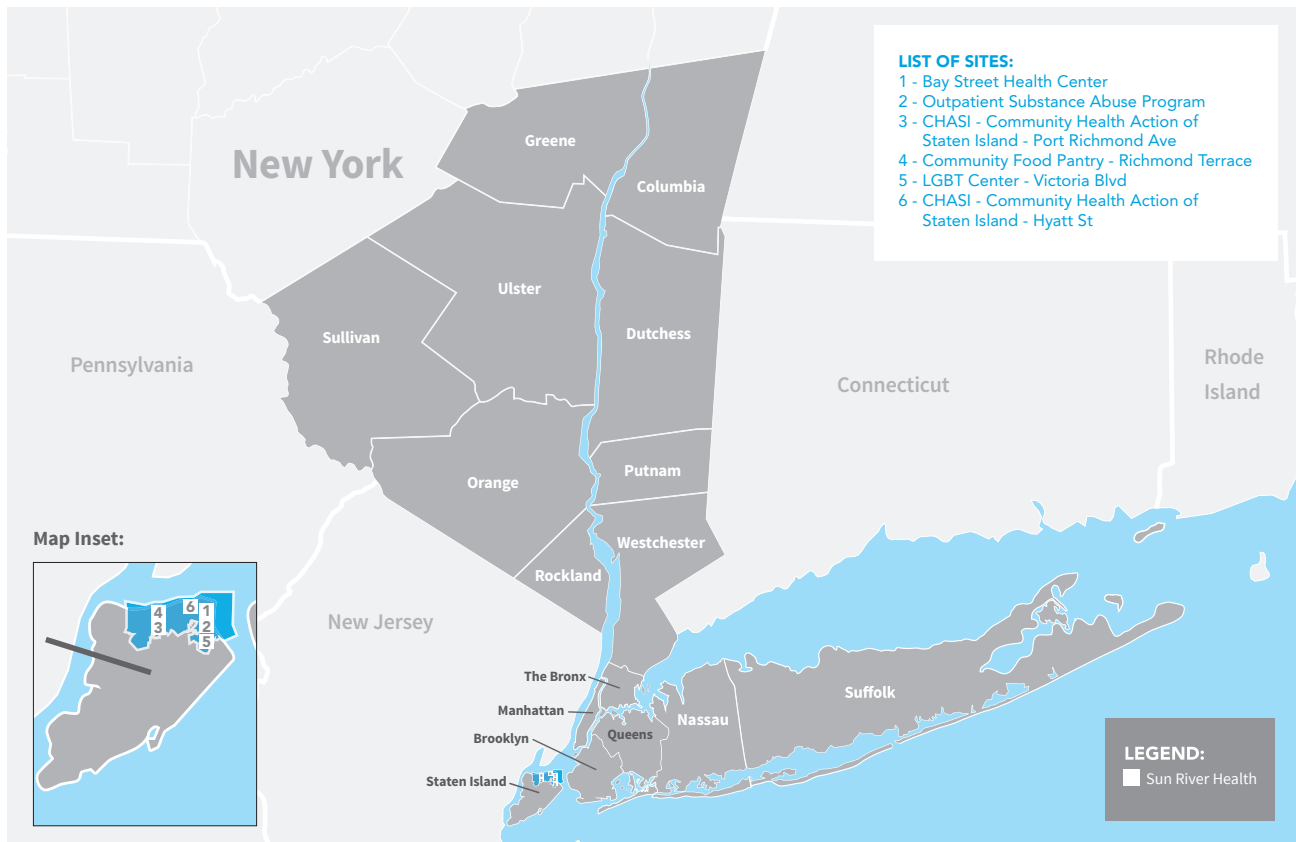 LIST OF SITES:
1 - Bay Street Health Center
2 - Outpatient Substance Abuse Program
3 - CHASI - Community Health Action of
Staten Island - Port Richmond Ave
4 - Community Food Pantry - Richmond Terrace
5 - LGBT Center - Victoria Blvd
6 - CHASI - Community Health Action of
Staten Island - Hyatt St
New York
Greene
Columbia
Ulster
Sullivan
Dutchess
Pennsylvania
Connecticut
Rhode
Island
Putnam
Orange
Westchester
Rockland
New Jersey
The Bronx
Manhattan
Brooklyn
Queens
Nassau
Suffolk
Staten Island
Map Inset:
4
3
6
1
2
5
LEGEND:
Sun River Health